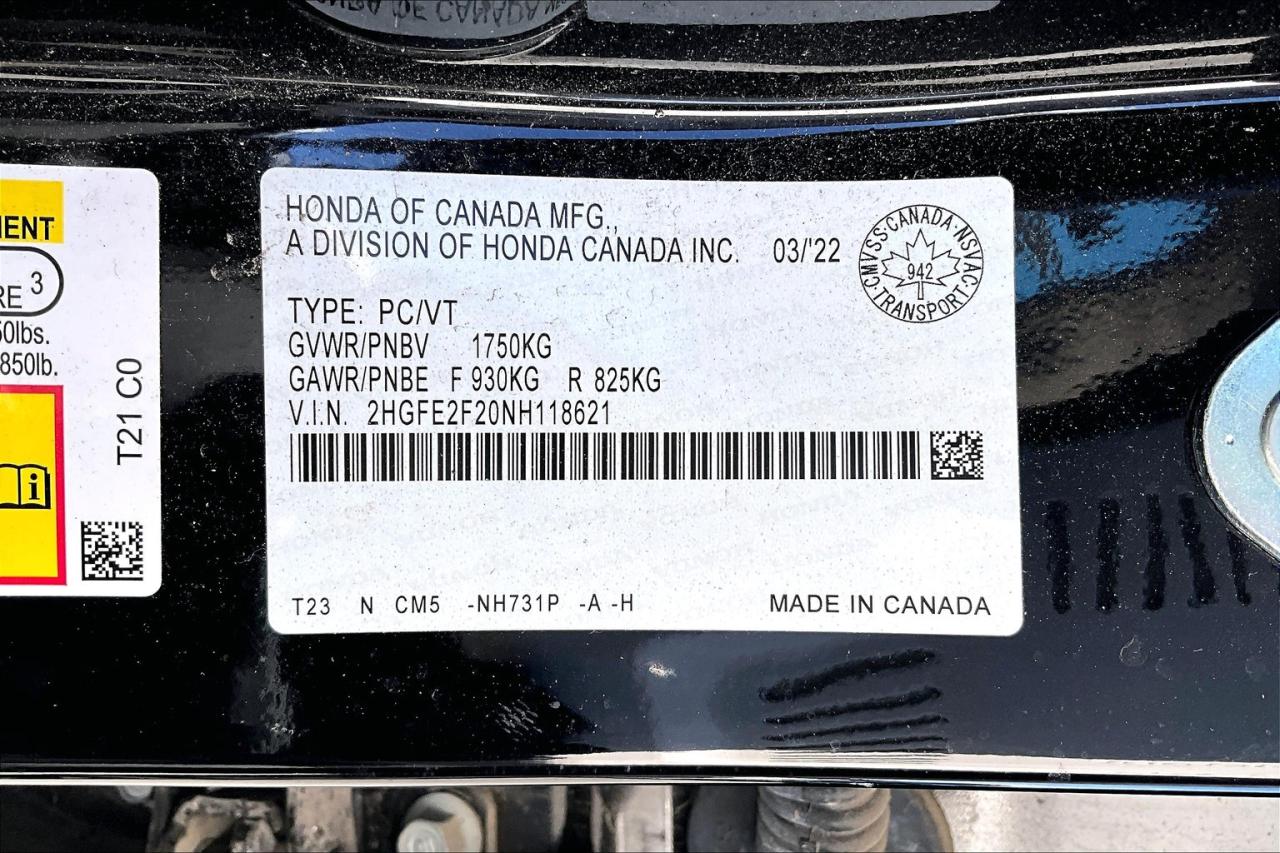 HONDA OF CANADA MFG.,
A DIVISION OF HONDA CANADA INC. 03/'22
CMVSS·CANADA·NSVAC·TRANSPORT
942
TYPE: PC/VT
GVWR/PNBV 1750KG
GAWR/PNBE F 930KG R 825KG
V.I.N. 2HGFE2F20NH118621
T23 N CM5 -NH731P -A -H MADE IN CANADA
MENT
RE 3
50lbs.
850lb.
T21 C0